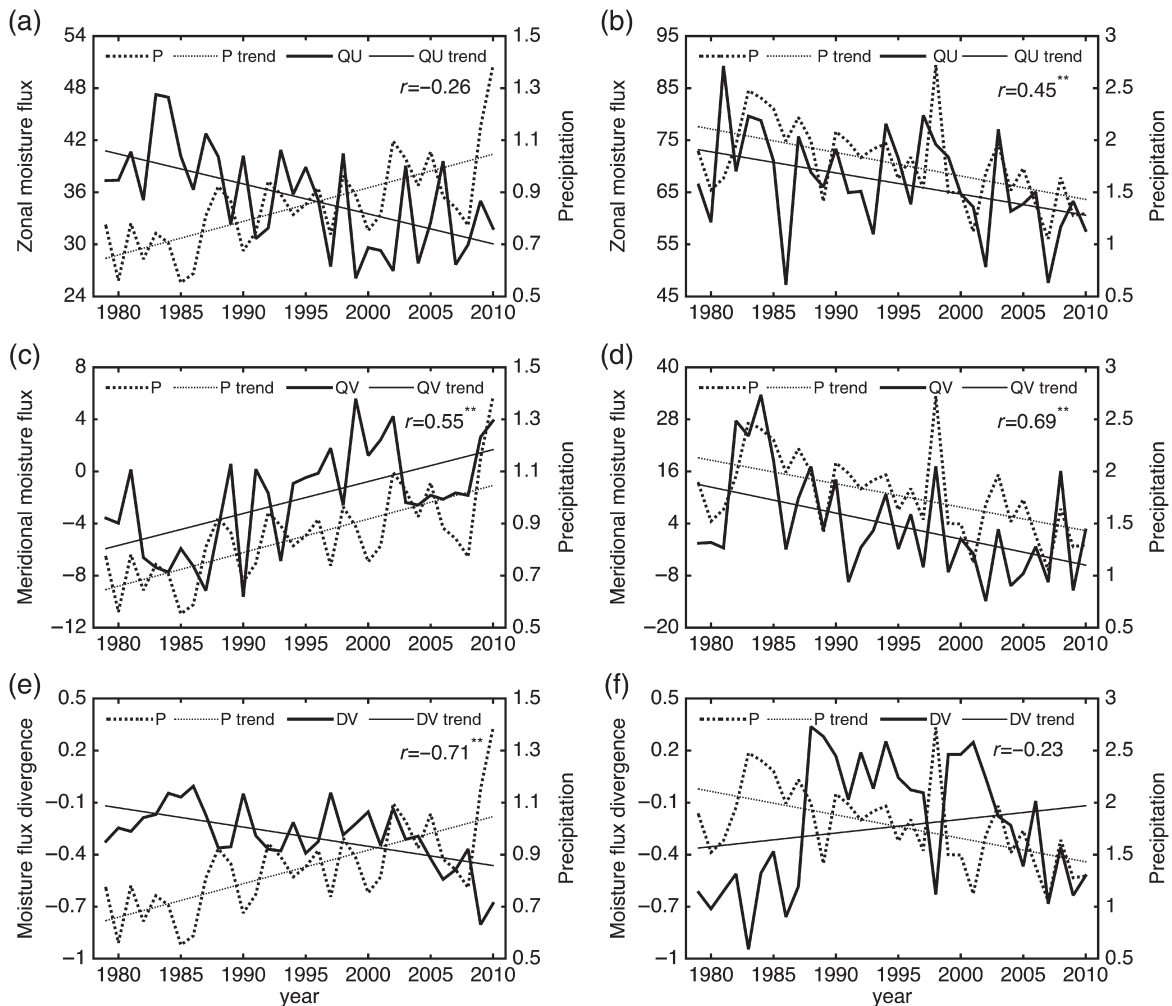 (a)
54
48
42
36
30
24
Zonal moisture flux
P P trend QU QU trend
r=−0.26
1.5
1.3
1.1
0.9
0.7
0.5
Precipitation
1980 1985 1990 1995 2000 2005 2010
(b)
95
85
75
65
55
45
Zonal moisture flux
P P trend QU QU trend
r=0.45**
3
2.5
2
1.5
1
0.5
Precipitation
1980 1985 1990 1995 2000 2005 2010
(c)
8
4
0
−4
−8
−12
Meridional moisture flux
P P trend QV QV trend
r=0.55**
1.5
1.3
1.1
0.9
0.7
0.5
Precipitation
1980 1985 1990 1995 2000 2005 2010
(d)
40
28
16
4
−8
−20
Meridional moisture flux
P P trend QV QV trend
r=0.69**
3
2.5
2
1.5
1
0.5
Precipitation
1980 1985 1990 1995 2000 2005 2010
(e)
0.5
0.2
−0.1
−0.4
−0.7
−1
Moisture flux divergence
P P trend DV DV trend
r=−0.71**
1.5
1.3
1.1
0.9
0.7
0.5
Precipitation
1980 1985 1990 1995 2000 2005 2010
year
(f)
0.5
0.2
−0.1
−0.4
−0.7
−1
Moisture flux divergence
P P trend DV DV trend
r=−0.23
3
2.5
2
1.5
1
0.5
Precipitation
1980 1985 1990 1995 2000 2005 2010
year